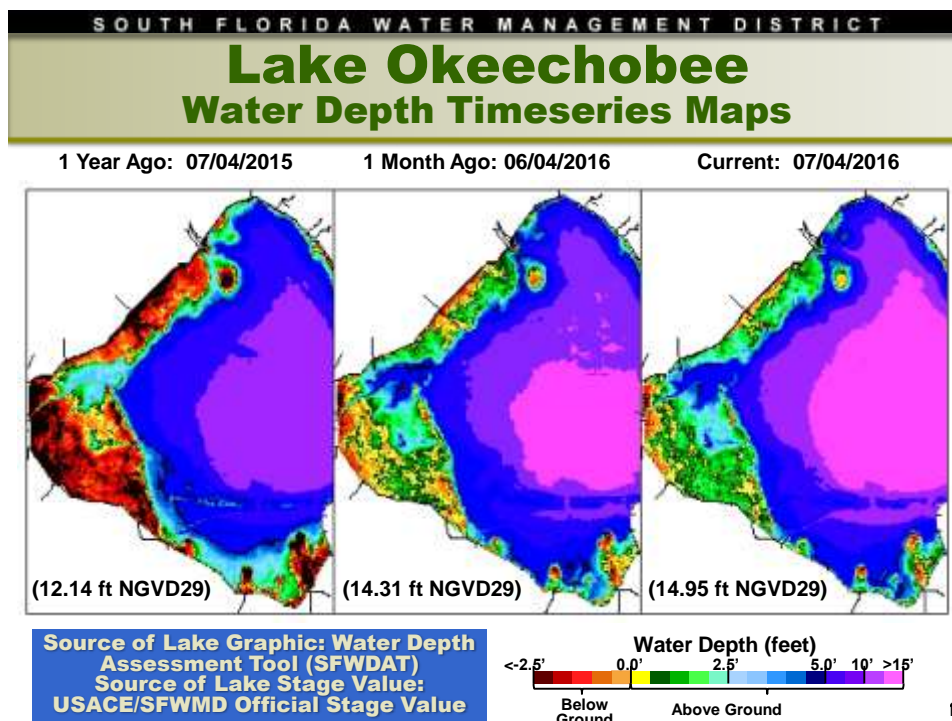 SOUTH FLORIDA WATER MANAGEMENT DISTRICT
Lake Okeechobee
Water Depth Timeseries Maps
1 Year Ago: 07/04/2015
1 Month Ago: 06/04/2016
Current: 07/04/2016
(12.14 ft NGVD29)
(14.31 ft NGVD29)
(14.95 ft NGVD29)
Source of Lake Graphic: Water Depth
Assessment Tool (SFWDAT)
Source of Lake Stage Value:
USACE/SFWMD Official Stage Value
Water Depth (feet)
<-2.5' 0.0' 2.5' 5.0' 10' >15'
Below
Ground
Above Ground